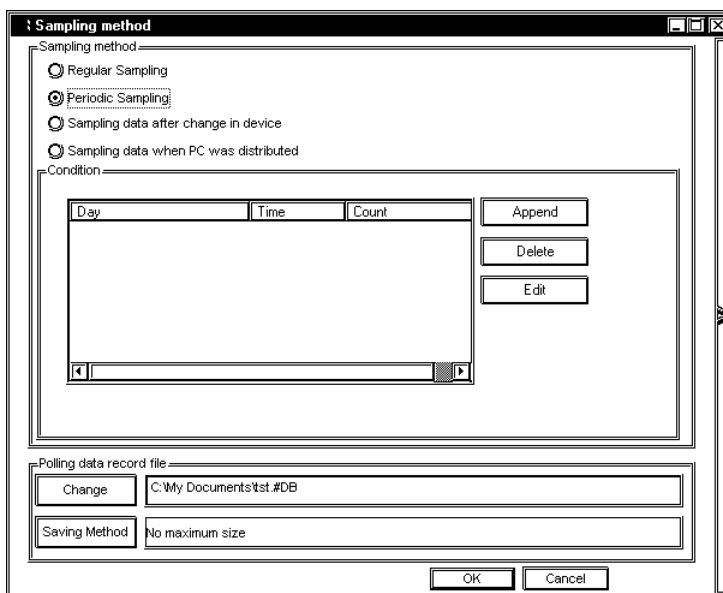 Sampling method
Sampling method
Regular Sampling
Periodic Sampling
Sampling data after change in device
Sampling data when PC was distributed
Condition
Day Time Count
Append
Delete
Edit
Polling data record file
Change C:\My Documents\tst.#DB
Saving Method No maximum size
OK Cancel